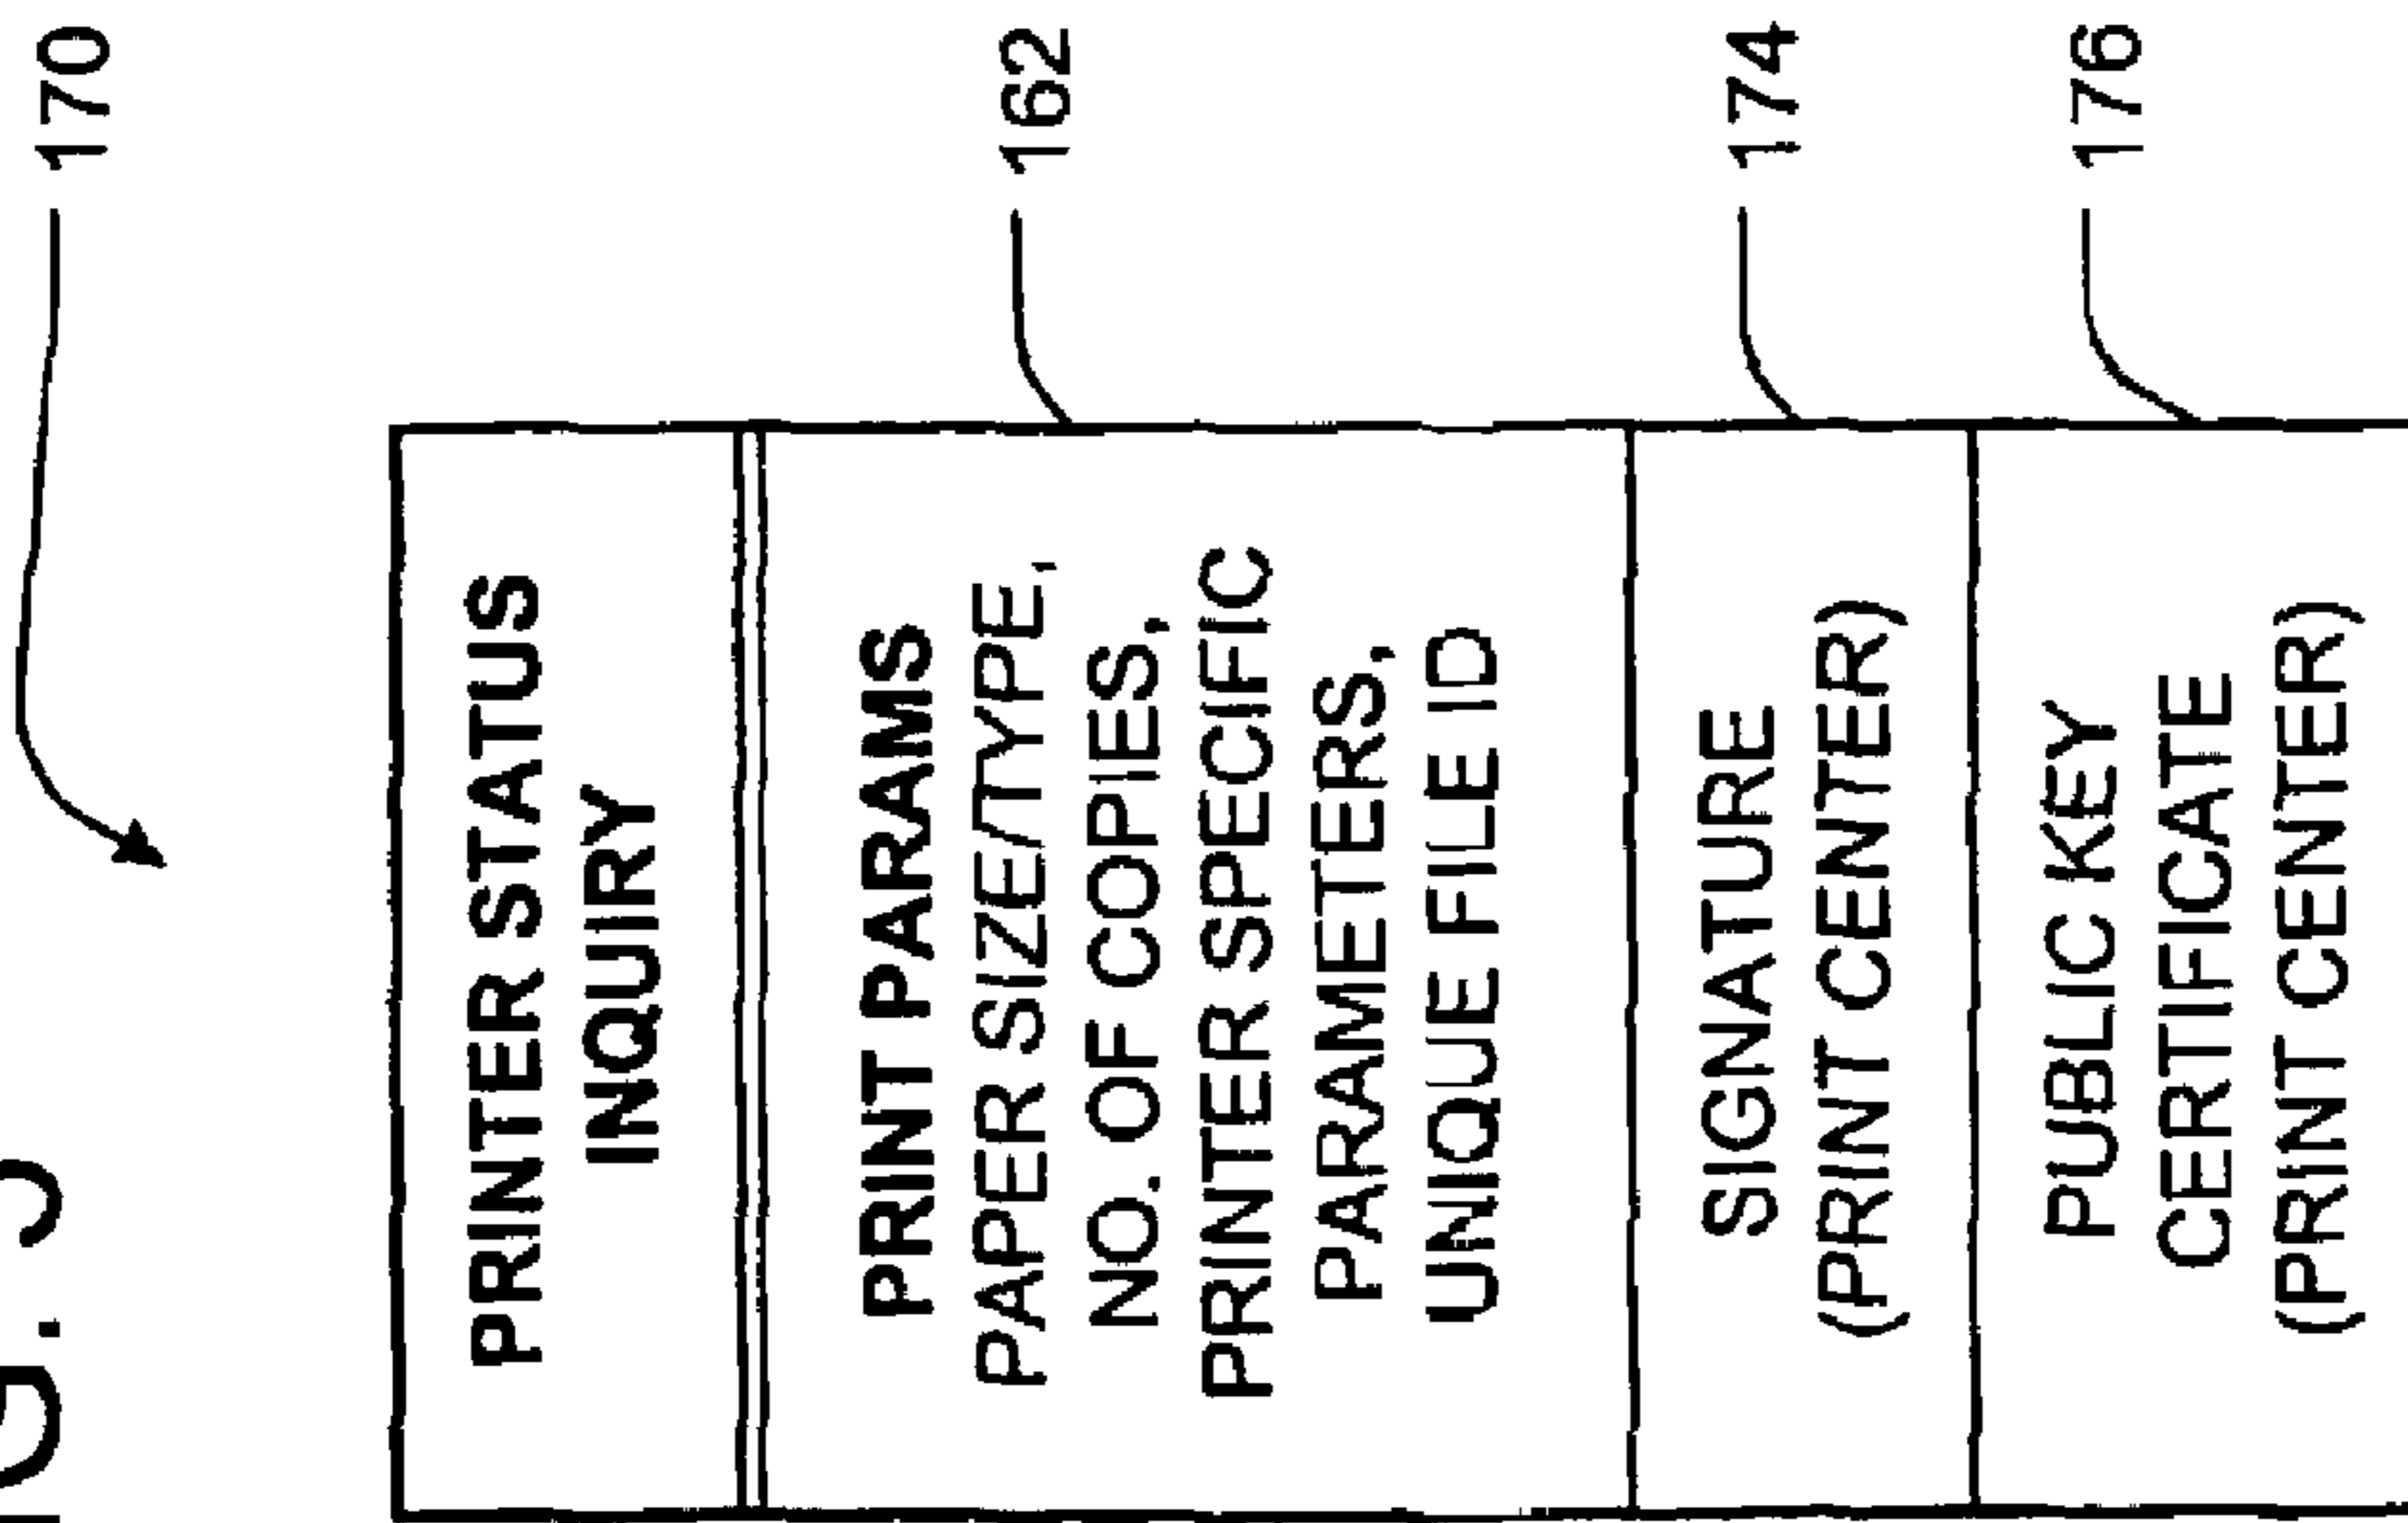 170
PRINTER STATUS
INQUIRY
PRINT PARAMS
PAPER SIZE/TYPE,
NO. OF COPIES,
PRINTER SPECIFIC
PARAMETERS,
UNIQUE FILE ID
162
SIGNATURE
(PRINT CENTER)
174
PUBLIC KEY
CERTIFICATE
(PRINT CENTER)
176